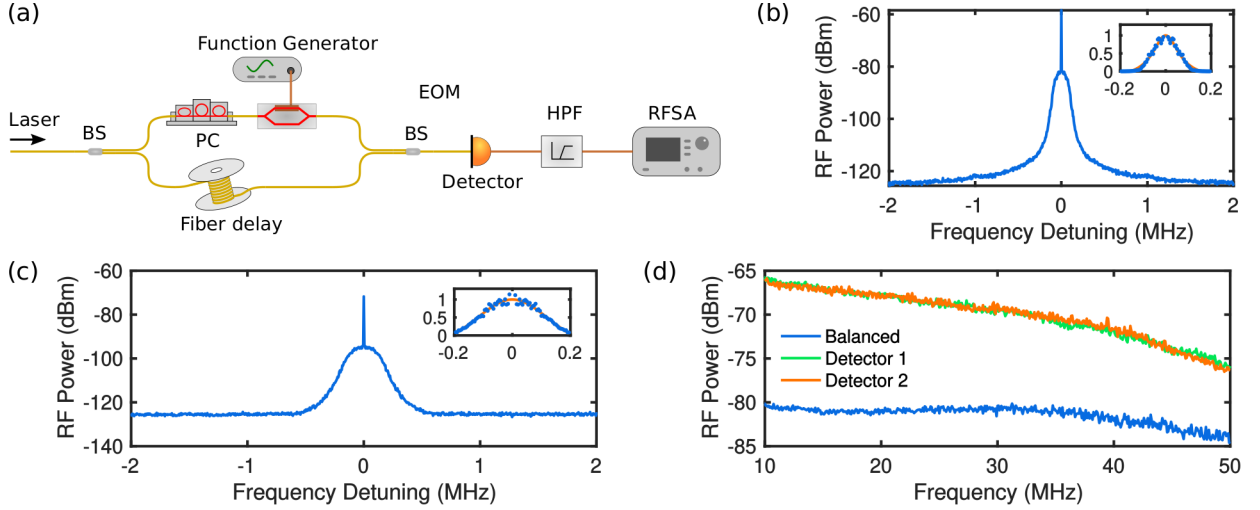 (a)
Function Generator
EOM
Laser
BS
PC
BS
HPF
RFSA
Detector
Fiber delay
(b)
RF Power (dBm)
-60
-80
-100
-120
1
0.5
0
-0.2
0
0.2
-2
-1
0
1
2
Frequency Detuning (MHz)
(c)
RF Power (dBm)
-60
-80
-100
-120
-140
1
0.5
0
-0.2
0
0.2
-2
-1
0
1
2
Frequency Detuning (MHz)
(d)
RF Power (dBm)
-65
-70
-75
-80
-85
Balanced
Detector 1
Detector 2
10
20
30
40
50
Frequency (MHz)